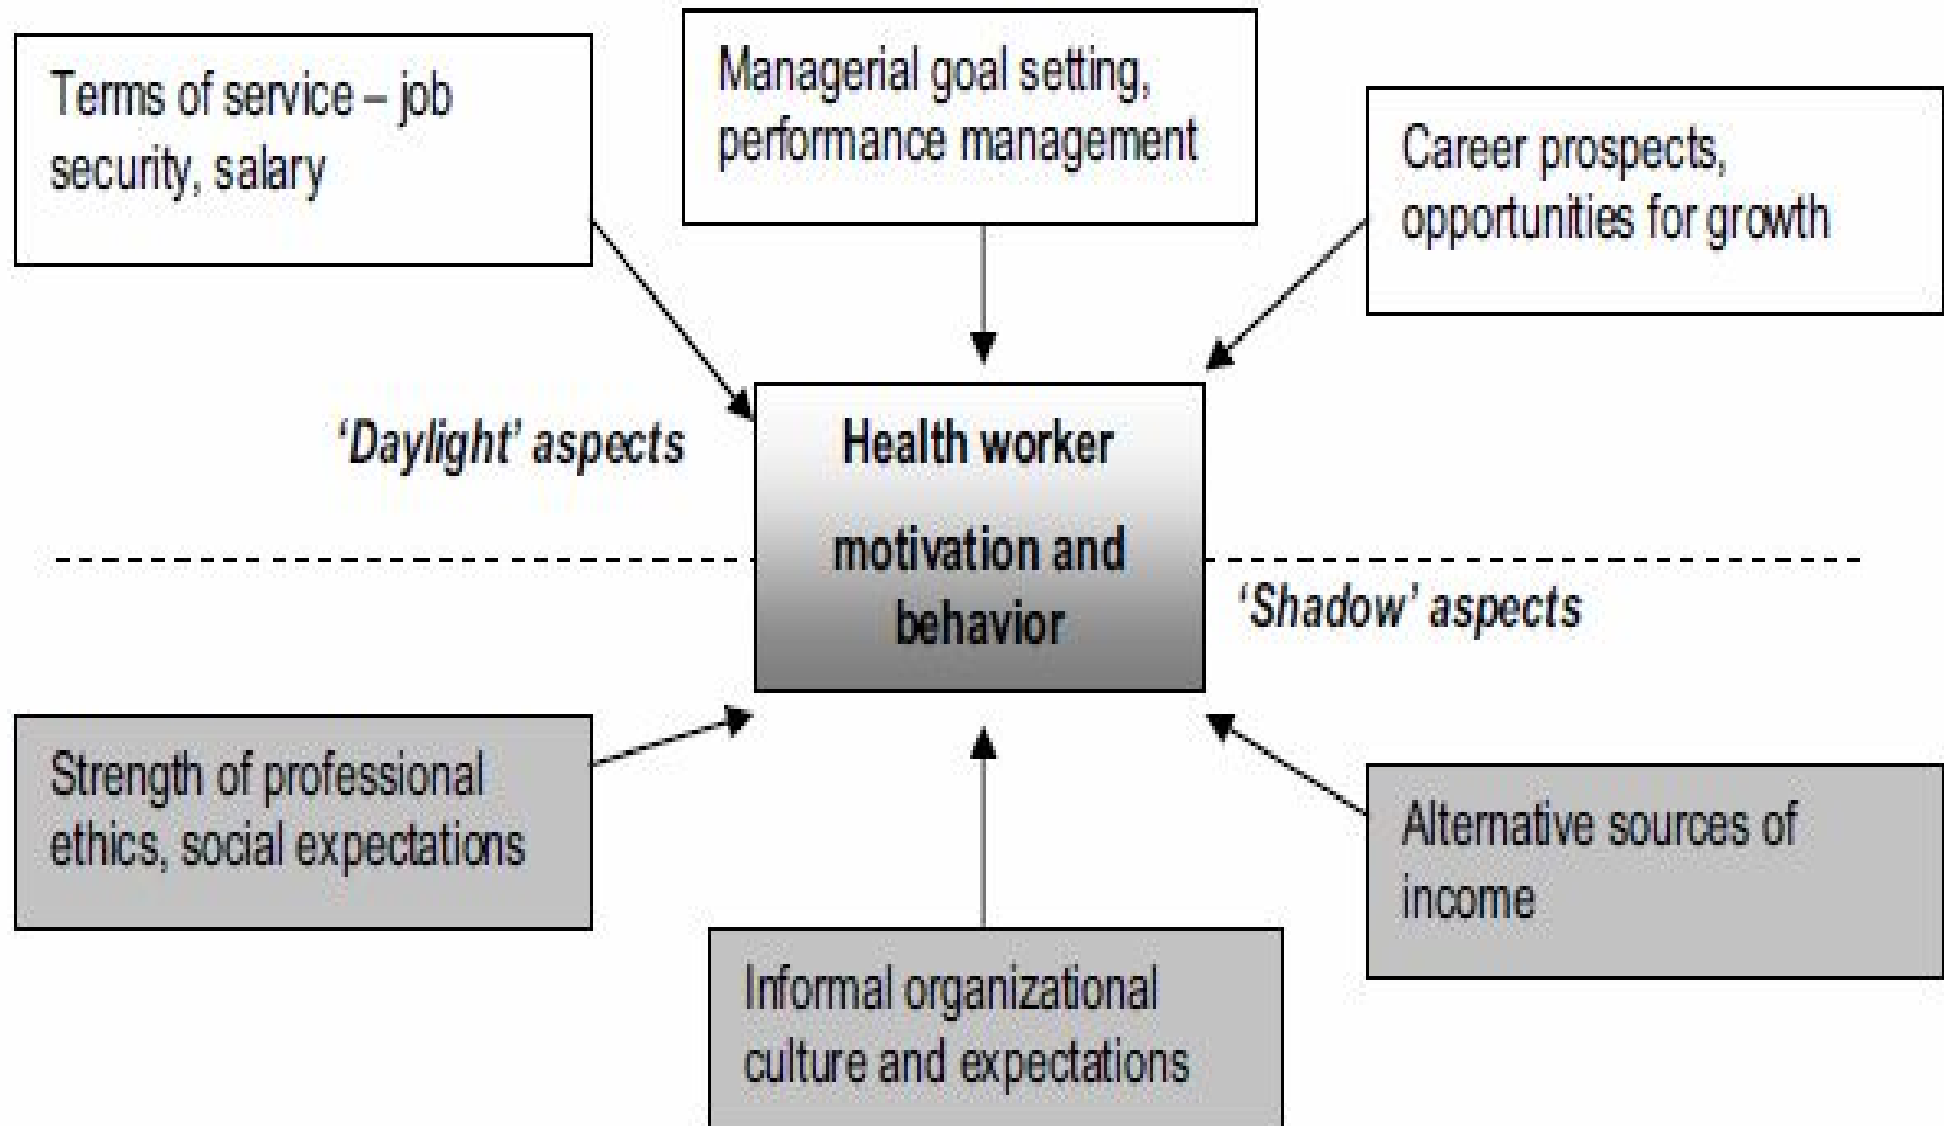 Terms of service – job
security, salary
Managerial goal setting,
performance management
Career prospects,
opportunities for growth
‘Daylight’ aspects
Health worker
motivation and
behavior
‘Shadow’ aspects
Strength of professional
ethics, social expectations
Informal organizational
culture and expectations
Alternative sources of
income